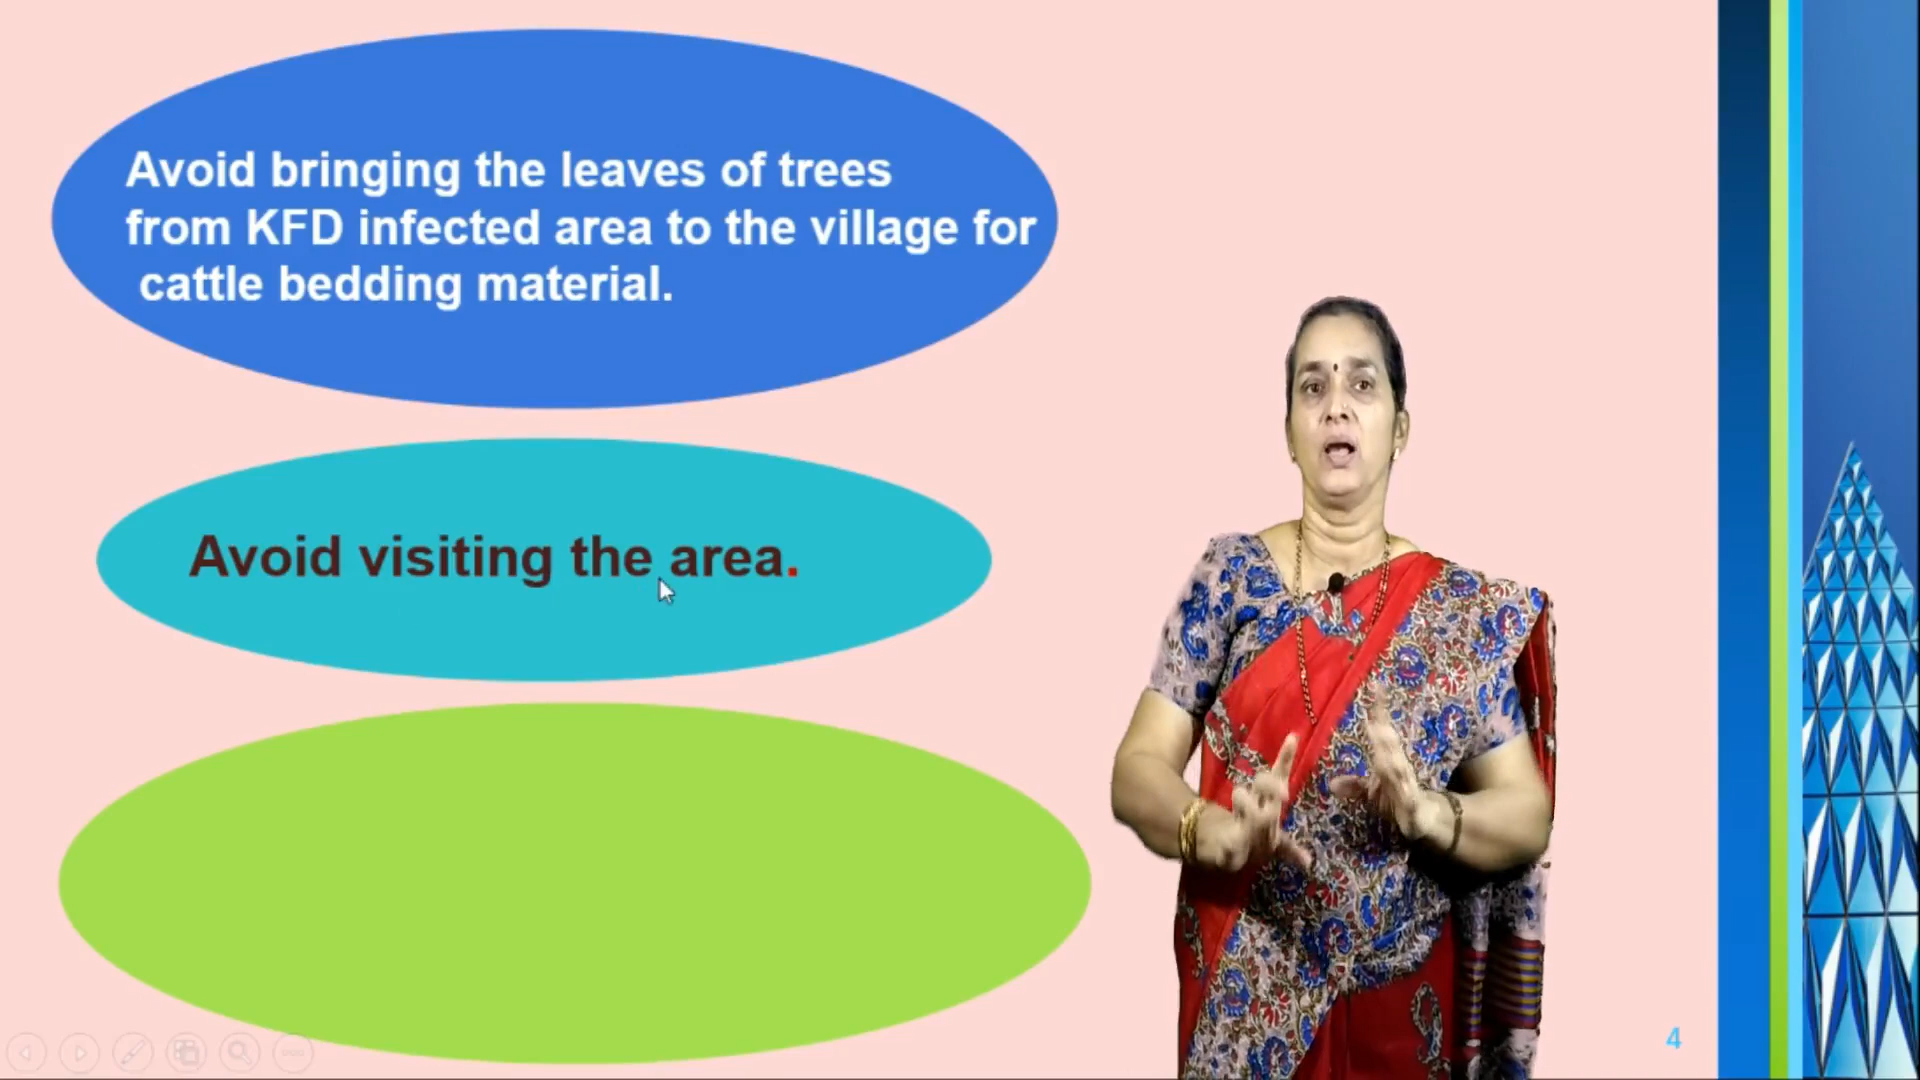 Avoid bringing the leaves of trees
from KFD infected area to the village for
cattle bedding material.
Avoid visiting the area.
4